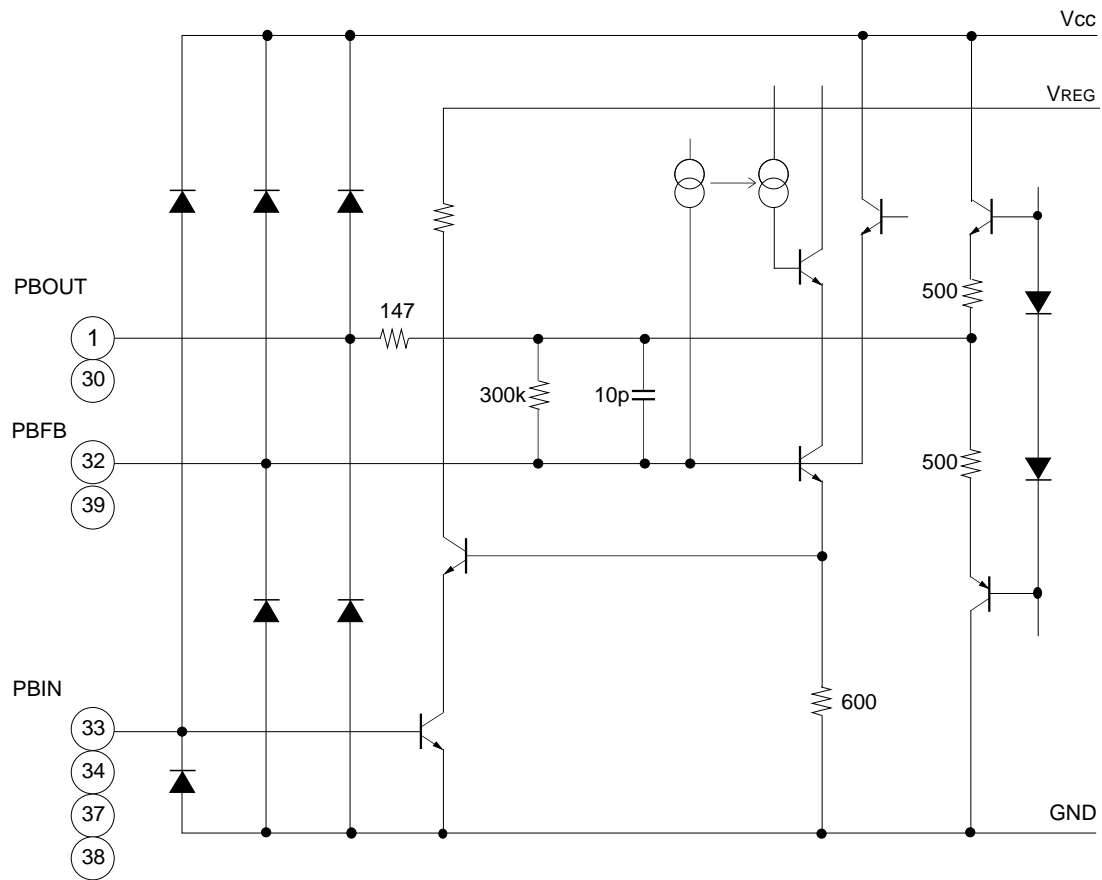 Vcc
VREG
PBOUT
147
500
1
30
300k
10p
PBFB
32
500
39
PBIN
600
33
34
37
GND
38